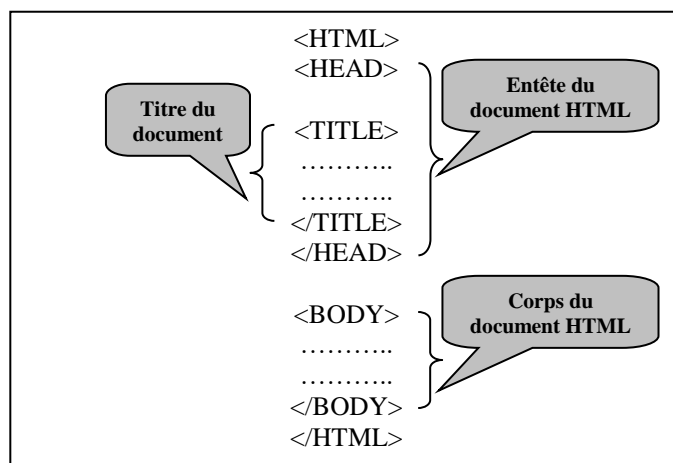 <HTML>
<HEAD>
Entête du
document HTML
Titre du
document
<TITLE>
………..
………..
</TITLE>
</HEAD>
<BODY>
Corps du
document HTML
………..
………..
</BODY>
</HTML>